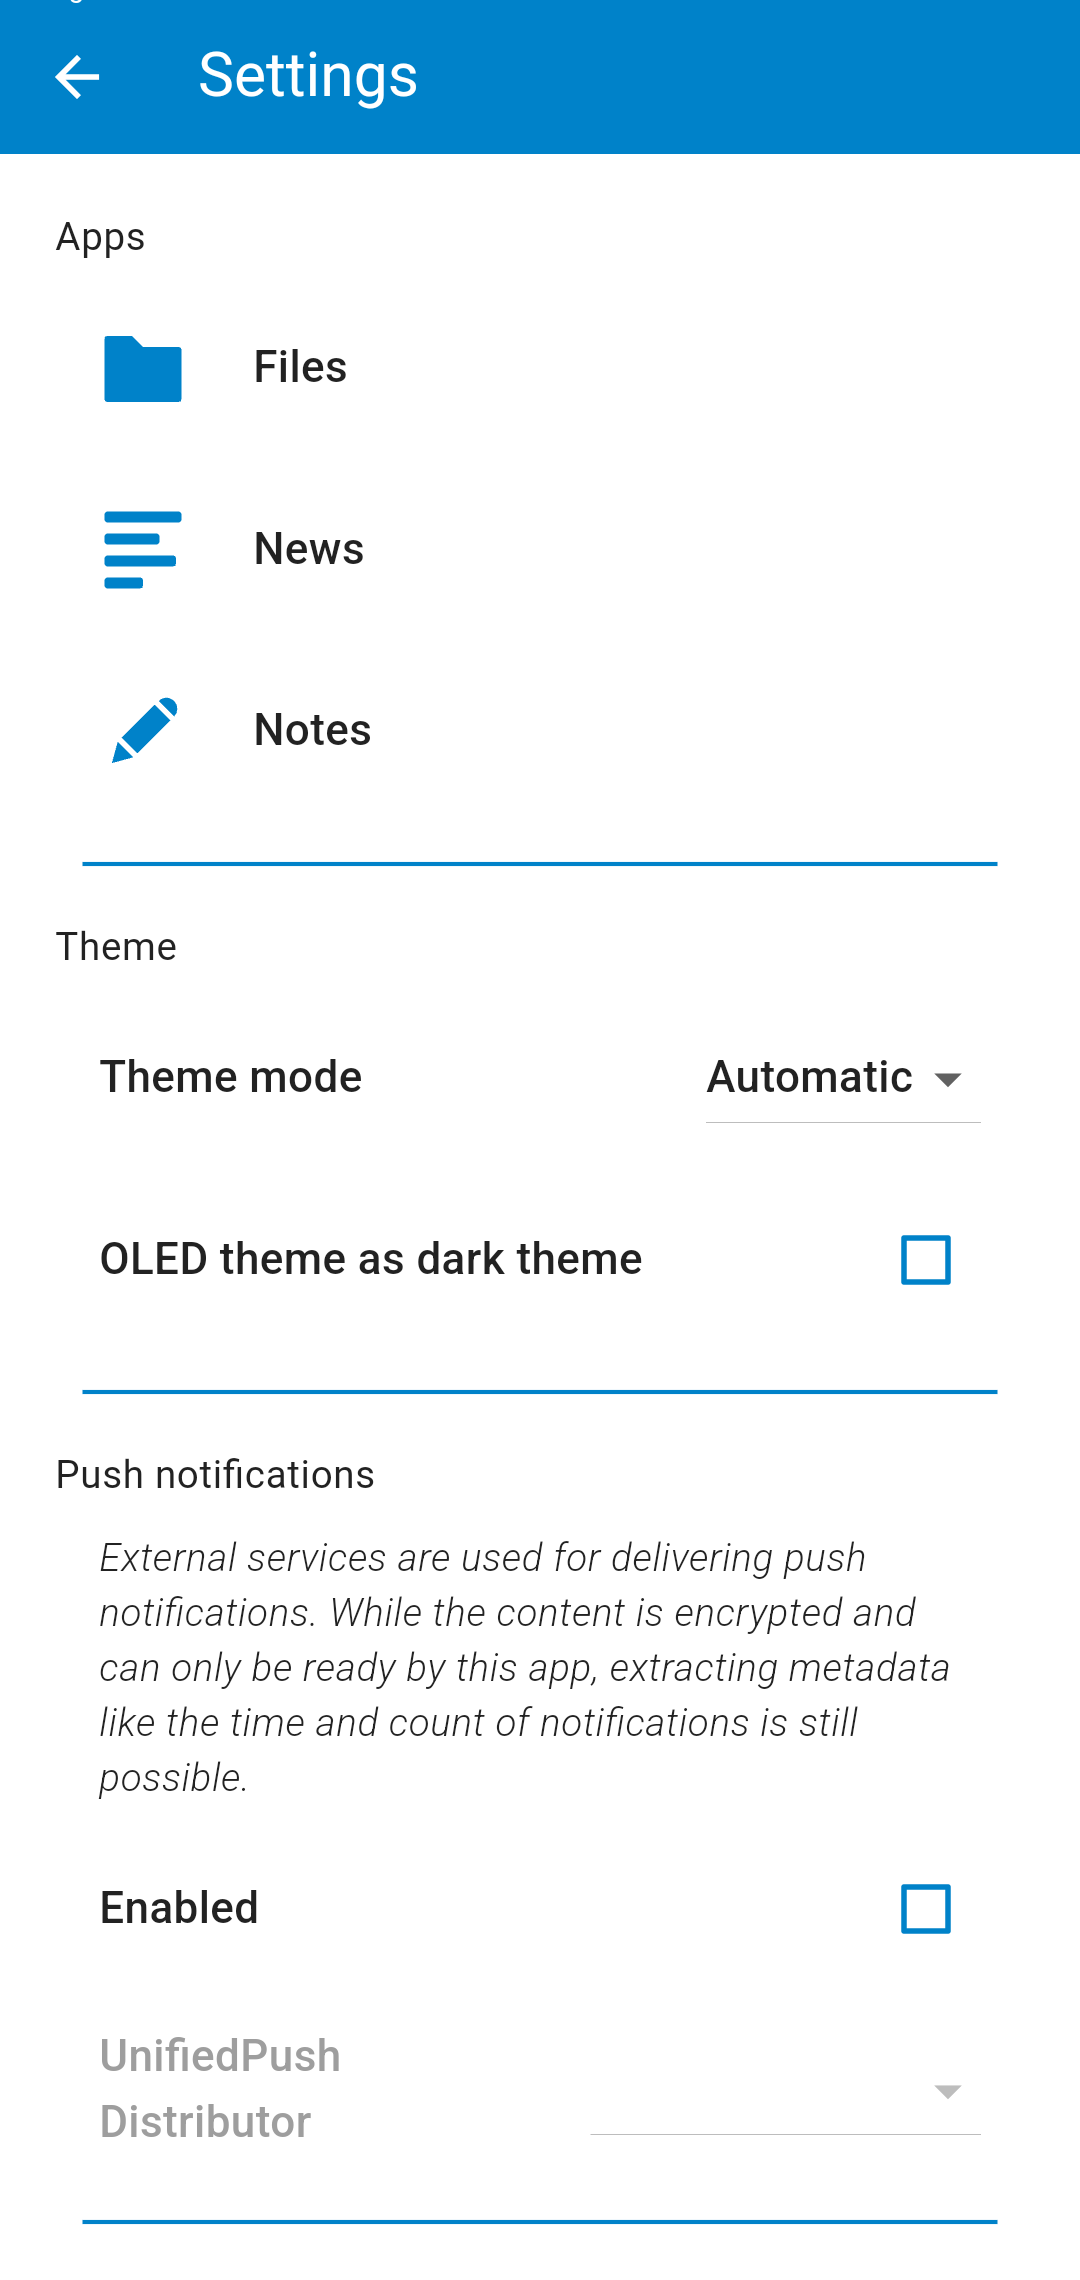 Settings
Apps
Files
News
Notes
Theme
Theme mode
Automatic
OLED theme as dark theme
Push notifications
External services are used for delivering push
notifications. While the content is encrypted and
can only be ready by this app, extracting metadata
like the time and count of notifications is still
possible.
Enabled
UnifiedPush
Distributor